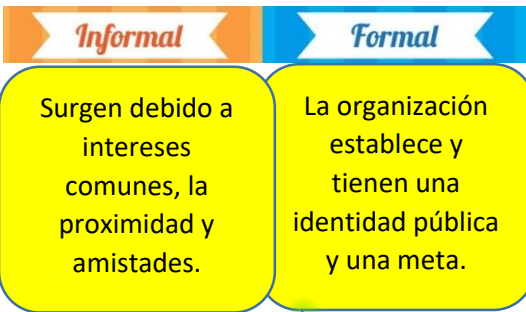 Informal
Surgen debido a
intereses
comunes, la
proximidad y
amistades.
Formal
La organización
establece y
tienen una
identidad pública
y una meta.